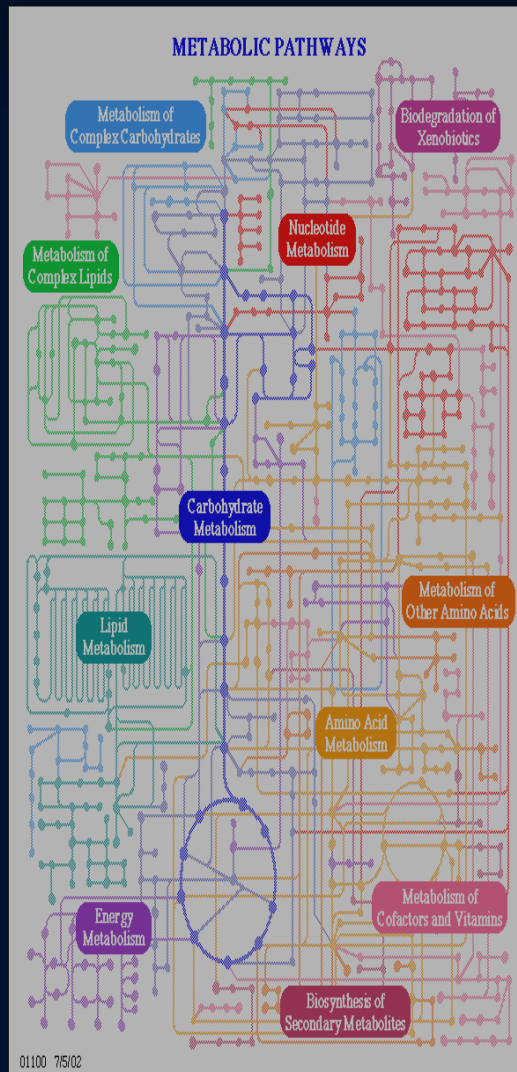 METABOLIC PATHWAYS
Metabolism of
Complex Carbohydrates
Biodegradation of
Xenobiotics
Nucleotide
Metabolism
Metabolism of
Complex Lipids
Carbohydrate
Metabolism
Metabolism of
Other Amino Acids
Lipid
Metabolism
Amino Acid
Metabolism
Metabolism of
Cofactors and Vitamins
Energy
Metabolism
Biosynthesis of
Secondary Metabolites
01100 7/5/02